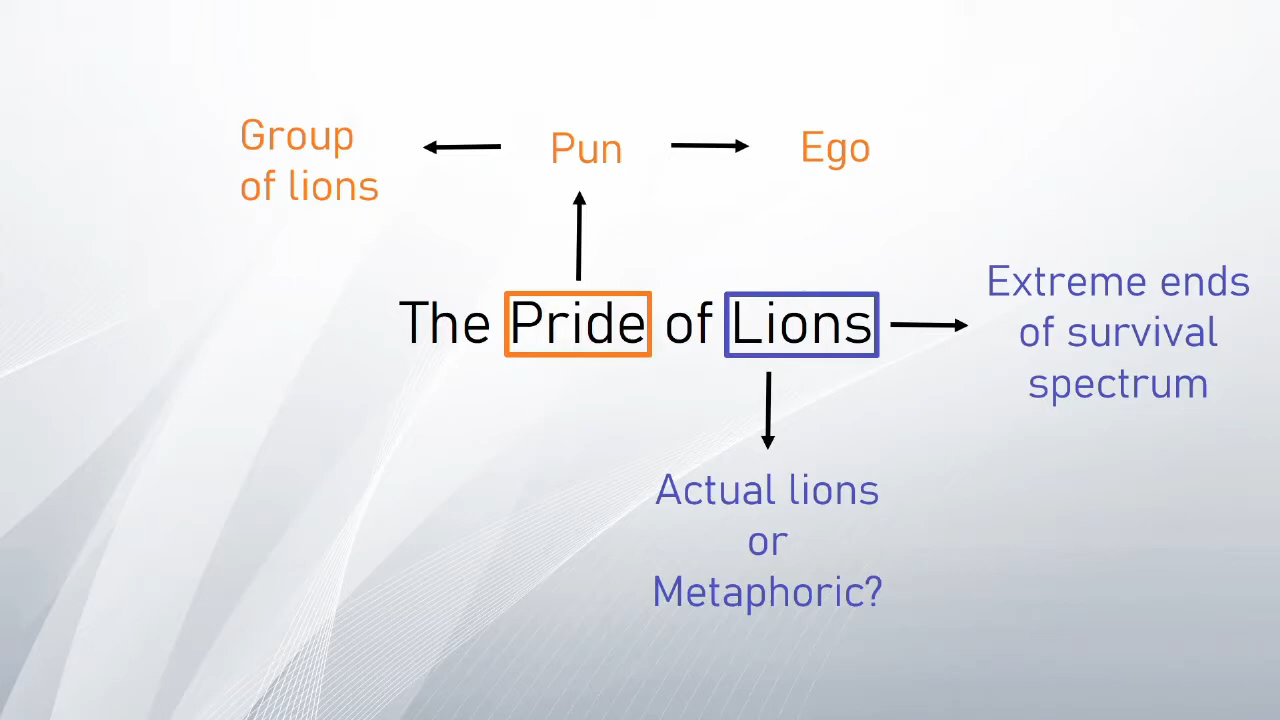 Group
of lions
Pun
Ego
The Pride of Lions
Extreme ends
of survival
spectrum
Actual lions
or
Metaphoric?